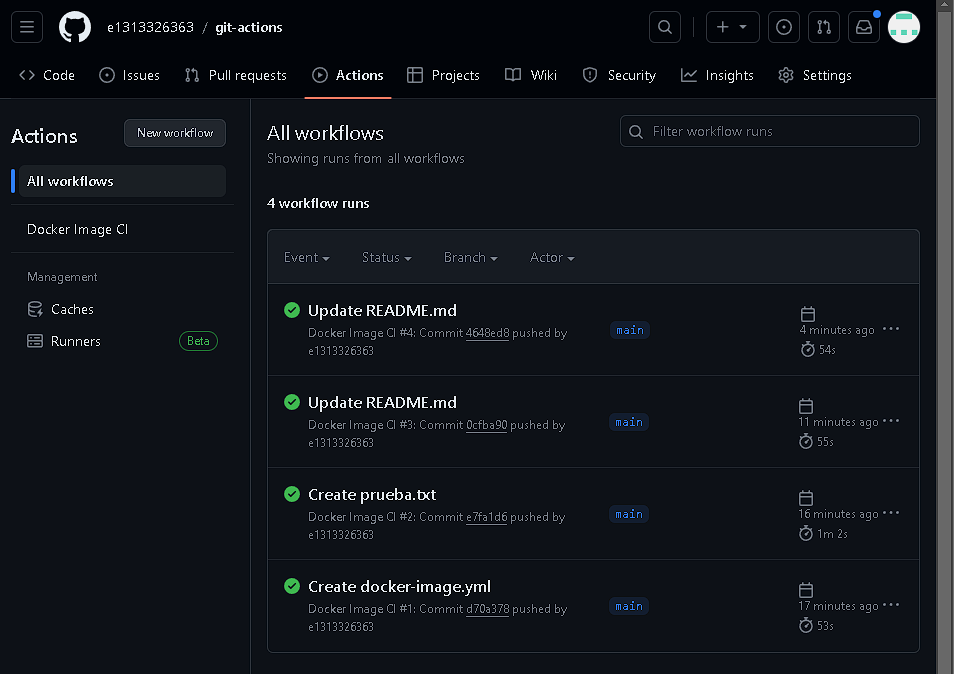 e1313326363 / git-actions
Code Issues Pull requests Actions Projects Wiki Security Insights Settings
Actions
New workflow
All workflows
Docker Image CI
Management
Caches
Runners Beta
All workflows
Showing runs from all workflows
Filter workflow runs
4 workflow runs
Event Status Branch Actor
Update README.md
Docker Image CI #4: Commit 4648ed8 pushed by
e1313326363
main
4 minutes ago
54s
Update README.md
Docker Image CI #3: Commit 0cfba90 pushed by
e1313326363
main
11 minutes ago
55s
Create prueba.txt
Docker Image CI #2: Commit e7fa1d6 pushed by
e1313326363
main
16 minutes ago
1m 2s
Create docker-image.yml
Docker Image CI #1: Commit d70a378 pushed by
e1313326363
main
17 minutes ago
53s